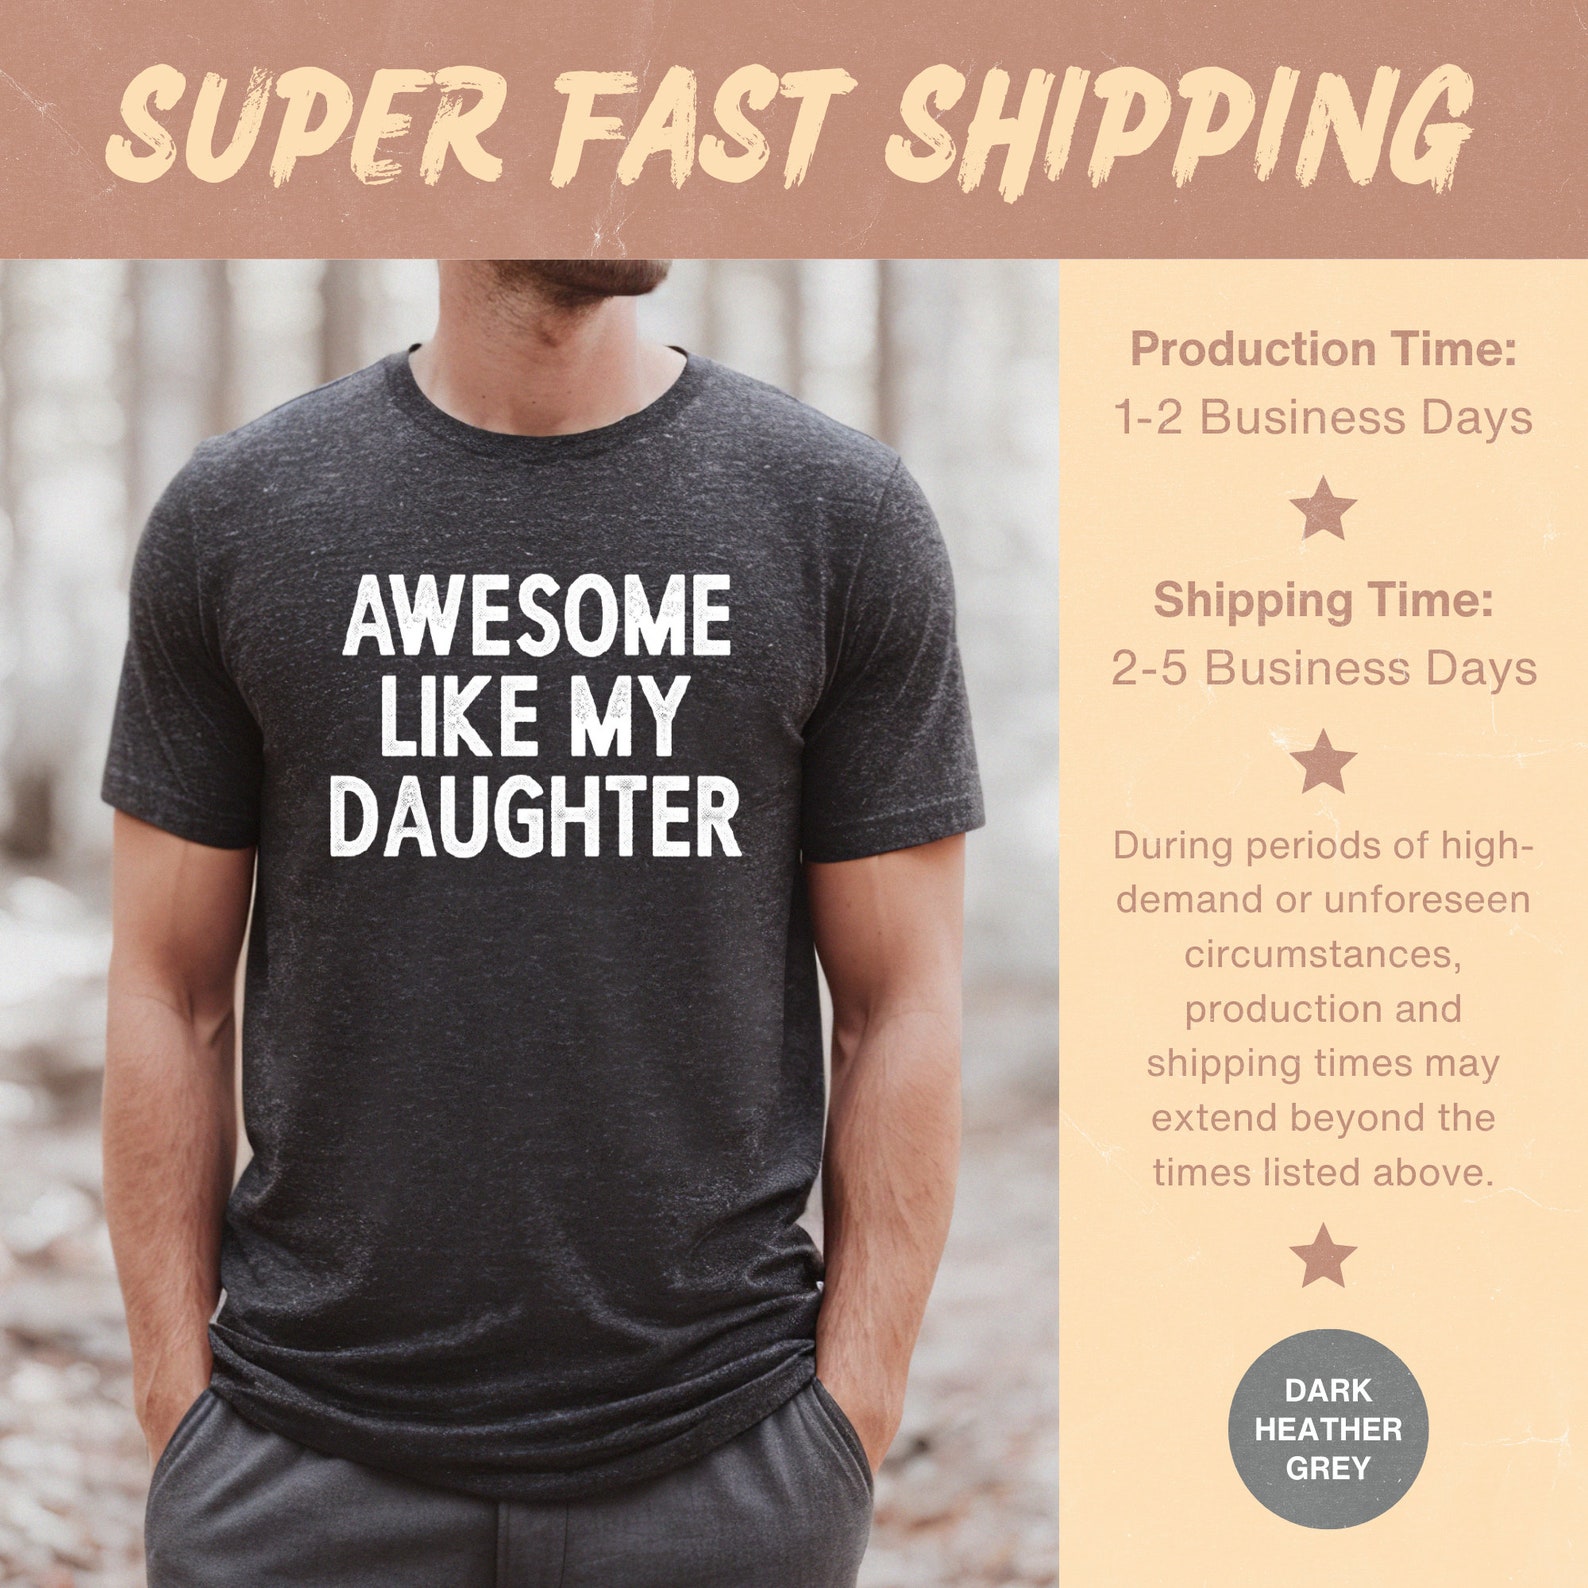 SUPER FAST SHIPPING
AWESOME
LIKE MY
DAUGHTER
Production Time:
1-2 Business Days
Shipping Time:
2-5 Business Days
During periods of high-
demand or unforeseen
circumstances,
production and
shipping times may
extend beyond the
times listed above.
DARK
HEATHER
GREY